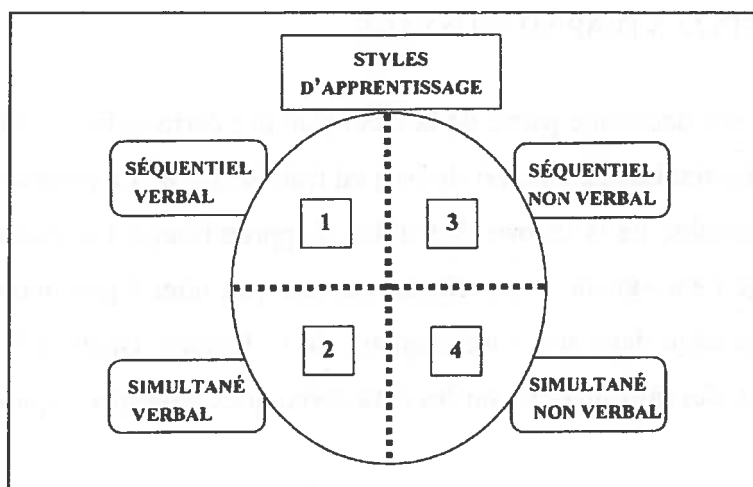 STYLES
D'APPRENTISSAGE
SÉQUENTIEL
VERBAL
1
3
SÉQUENTIEL
NON VERBAL
SIMULTANÉ
VERBAL
2
4
SIMULTANÉ
NON VERBAL